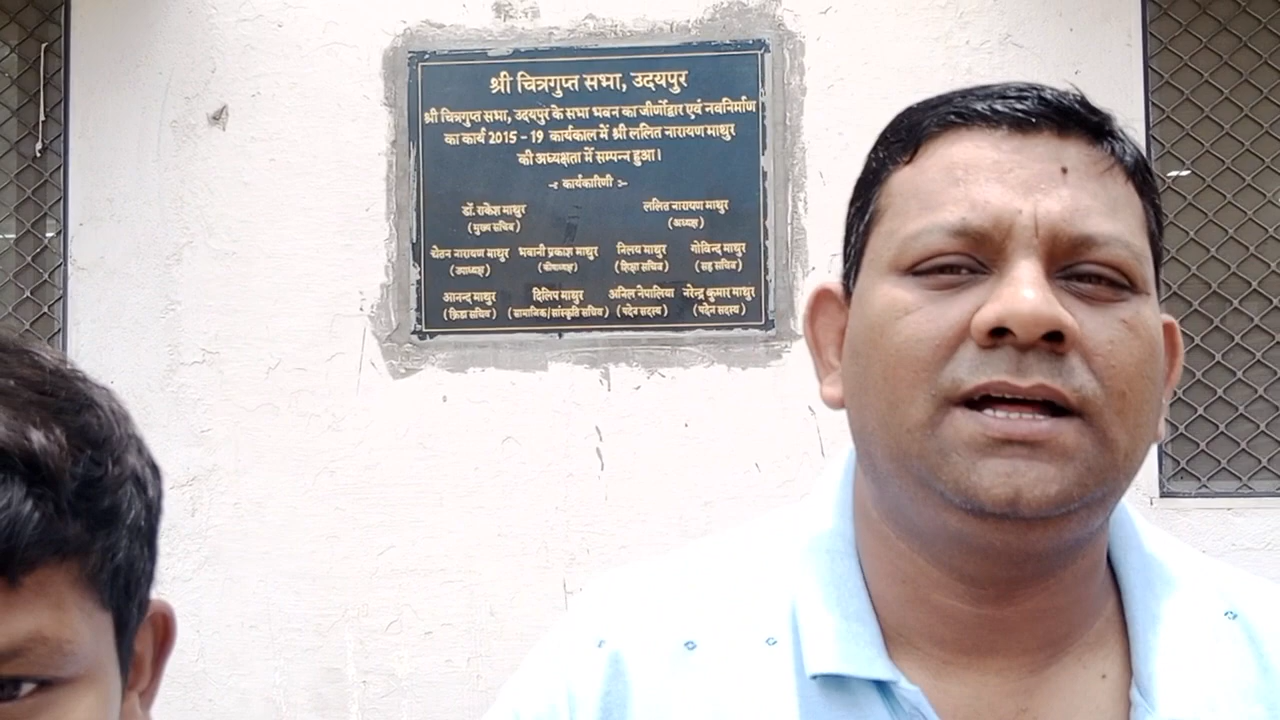 श्री चित्रगुप्त सभा, उदयपुर
श्री चित्रगुप्त सभा, उदयपुर के सभा भवन का जीर्णोद्वार एवं नवनिर्माण
का कार्य 2015 - 19 कार्यकाल में श्री ललित नारायण माथुर
की अध्यक्षता में सम्पन्न हुआ।
-: कार्यकारिणी :-
डॉ. राकेश माथुर ललित नारायण माथुर
(मुख्य सचिव) (अध्यक्ष)
चेतन नारायण माथुर भवानी प्रकाश माथुर निलय माथुर गोविन्द माथुर
(उपाध्यक्ष) (कोषाध्यक्ष) (शिक्षा सचिव) (सह सचिव)
आनन्द माथुर दिलिप माथुर अनिल नेपालिया नरेन्द्र कुमार माथुर
(क्रिडा सचिव) (सामाजिक/सांस्कृति सचिव) (पदेन सदस्य) (पदेन सदस्य)